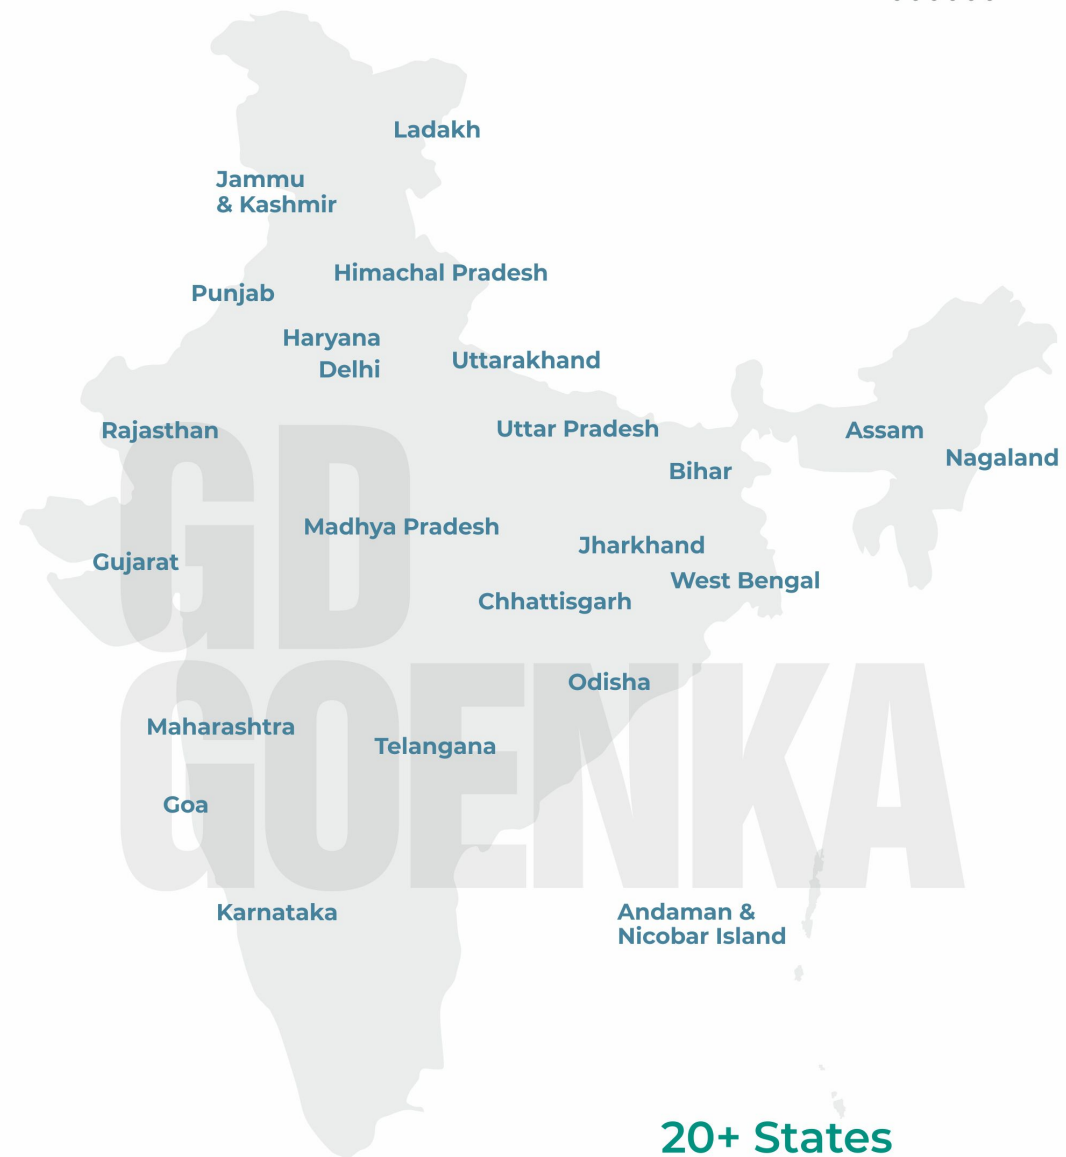 Ladakh
Jammu
& Kashmir
Himachal Pradesh
Punjab
Haryana
Delhi
Uttarakhand
Rajasthan
Uttar Pradesh
Assam
Nagaland
Bihar
Madhya Pradesh
Jharkhand
Gujarat
West Bengal
Chhattisgarh
Odisha
Maharashtra
Telangana
Goa
Karnataka
Andaman &
Nicobar Island
GD
GOENKA
20+ States